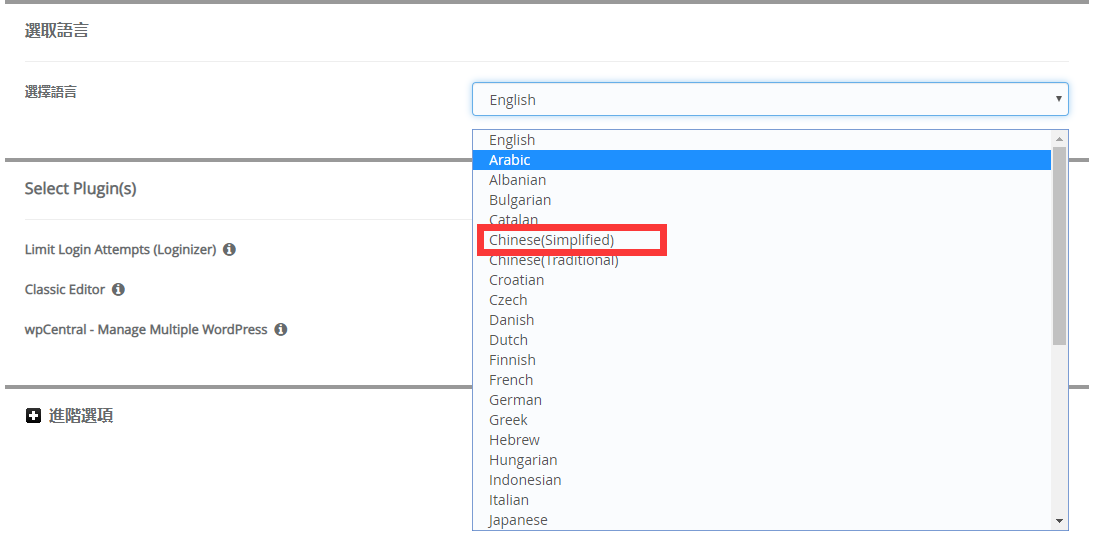 選取語言
選擇語言
English
English
Arabic
Albanian
Bulgarian
Catalan
Chinese(Simplified)
Chinese(Traditional)
Croatian
Czech
Danish
Dutch
Finnish
French
German
Greek
Hebrew
Hungarian
Indonesian
Italian
Japanese
Select Plugin(s)
Limit Login Attempts (Loginizer)
Classic Editor
wpCentral - Manage Multiple WordPress
進階選項